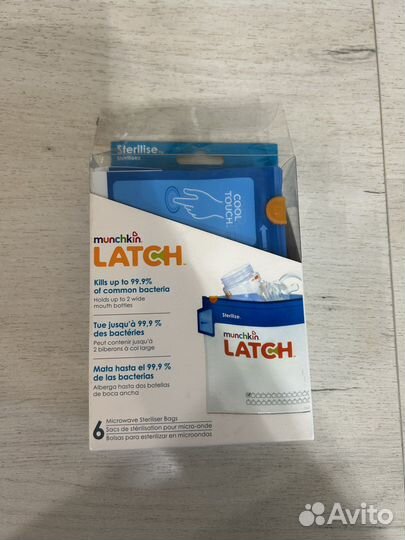 Sterilise
Stérilisez
COOL
TOUCH
munchkin
LATCH™
Kills up to 99.9%
of common bacteria
Holds up to 2 wide
mouth bottles
Tue jusqu'à 99,9 %
des bactéries
Peut contenir jusqu'à
2 biberons à col large
Mata hasta el 99,9 %
de las bacterias
Alberga hasta dos botellas
de boca ancha
Sterilise
munchkin
LATCH
6 Microwave Steriliser Bags
Sacs de stérilisation pour micro-onde
Bolsas para esterilizar en microondas
Avito